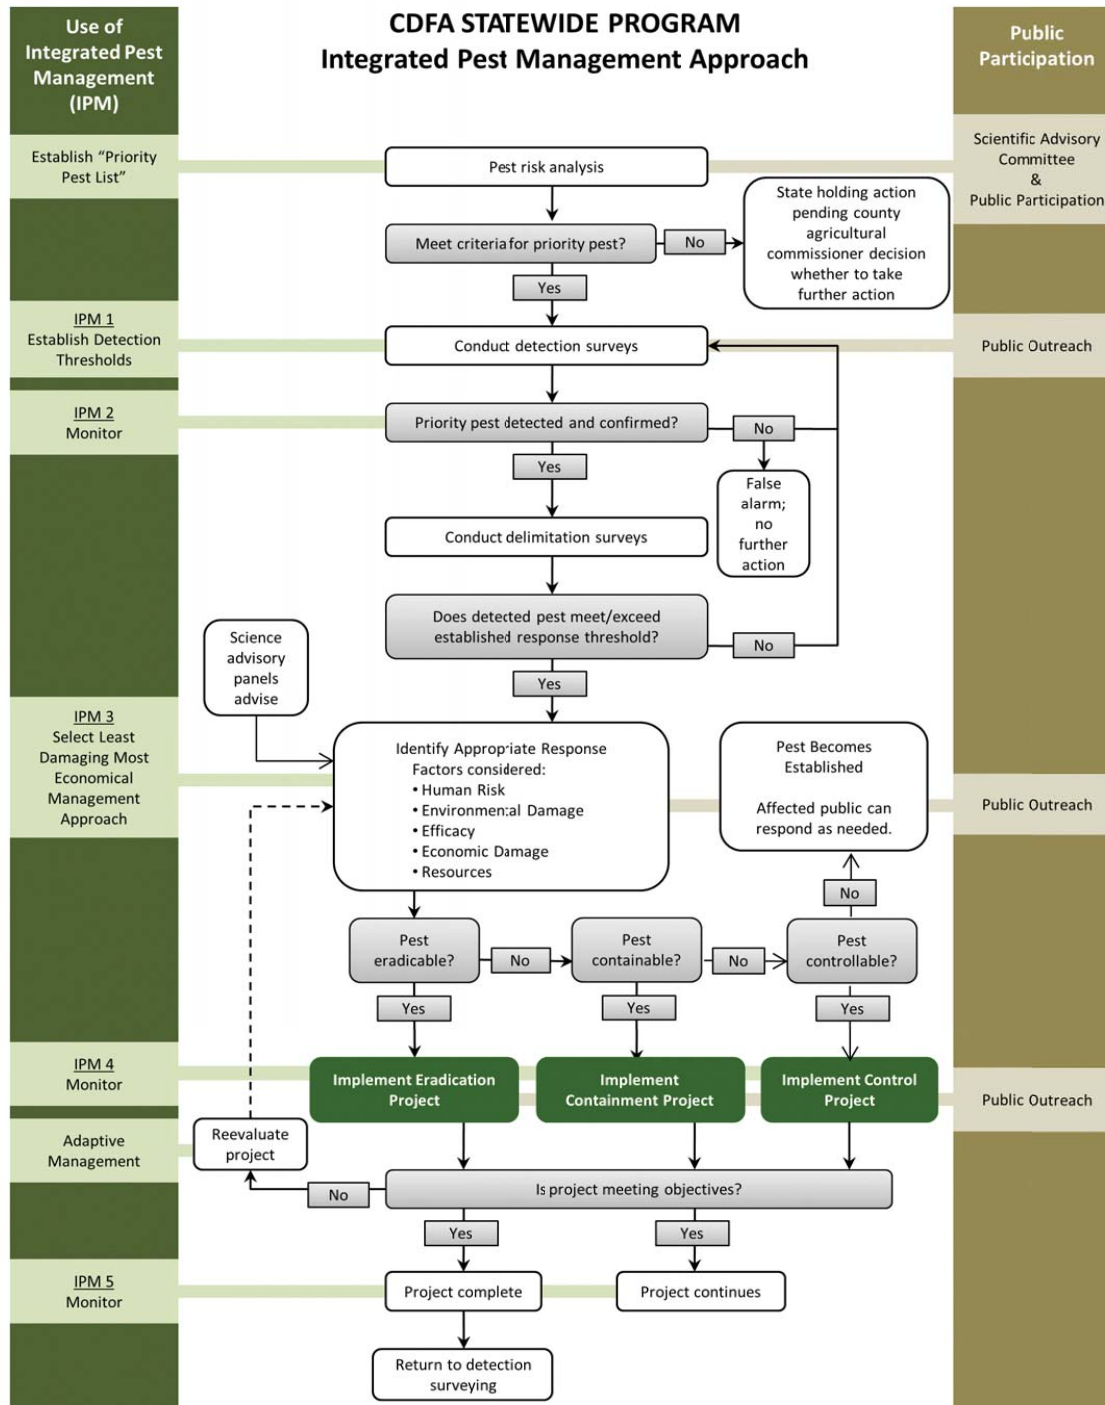 Use of
Integrated Pest
Management
(IPM)
CDFA STATEWIDE PROGRAM
Integrated Pest Management Approach
Public
Participation
Establish “Priority
Pest List”
Pest risk analysis
Scientific Advisory
Committee
&
Public Participation
Meet criteria for priority pest?
No
State holding action
pending county
agricultural
commissioner decision
whether to take
further action
Yes
IPM 1
Establish Detection
Thresholds
Conduct detection surveys
Public Outreach
IPM 2
Monitor
Priority pest detected and confirmed?
No
Yes
False
alarm;
no
further
action
Conduct delimitation surveys
Does detected pest meet/exceed
established response threshold?
No
Yes
Science
advisory
panels
advise
IPM 3
Select Least
Damaging Most
Economical
Management
Approach
Identify Appropriate Response
Factors considered:
• Human Risk
• Environmental Damage
• Efficacy
• Economic Damage
• Resources
Pest Becomes
Established
Affected public can
respond as needed.
Public Outreach
No
Pest
eradicable?
No
Pest
containable?
No
Pest
controllable?
Yes
Yes
Yes
IPM 4
Monitor
Implement Eradication
Project
Implement
Containment Project
Implement Control
Project
Public Outreach
Adaptive
Management
Reevaluate
project
No
Is project meeting objectives?
Yes
Yes
IPM 5
Monitor
Project complete
Project continues
Return to detection
surveying